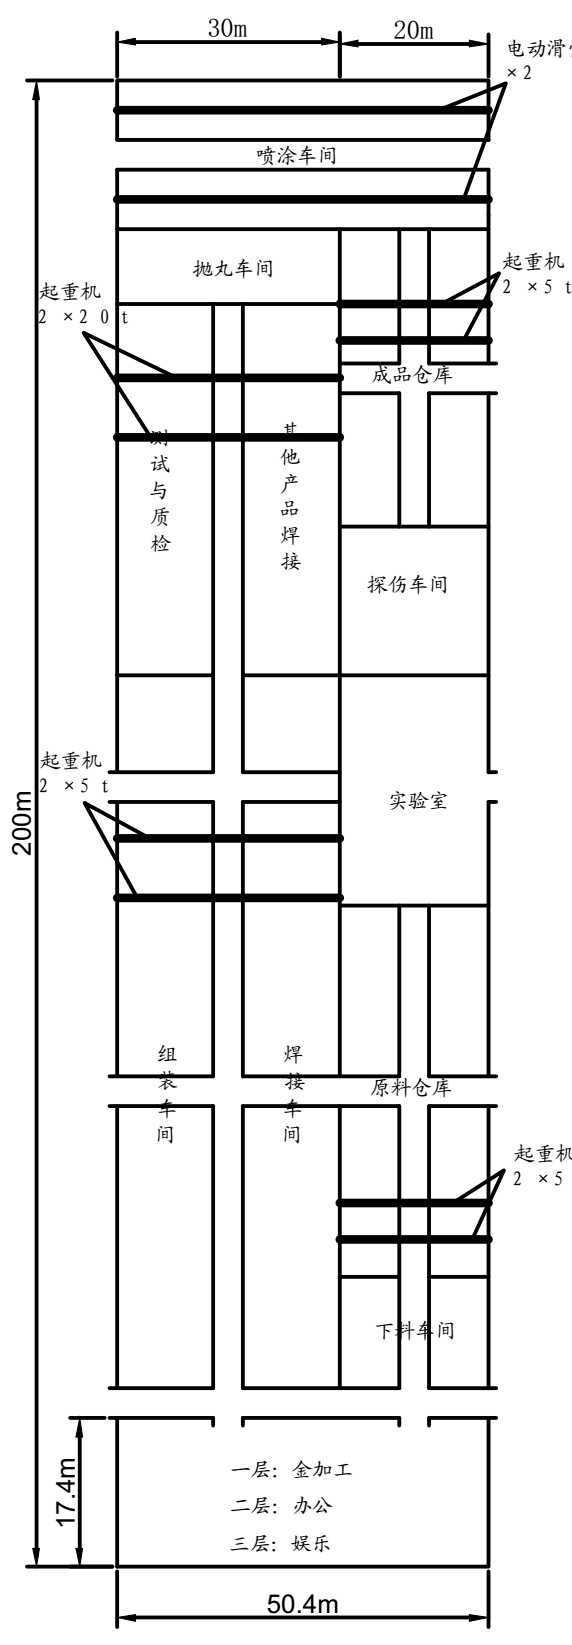 30m
20m
电动滑
×2
喷涂车间
抛丸车间
起重机
2 ×20 t
起重机
2 ×5 t
成品仓库
测试与质检
其他产品焊接
探伤车间
起重机
2 ×5 t
实验室
200m
组装车间
焊接车间
原料仓库
起重机
2 ×5
下料车间
17.4m
一层: 金加工
二层: 办公
三层: 娱乐
50.4m